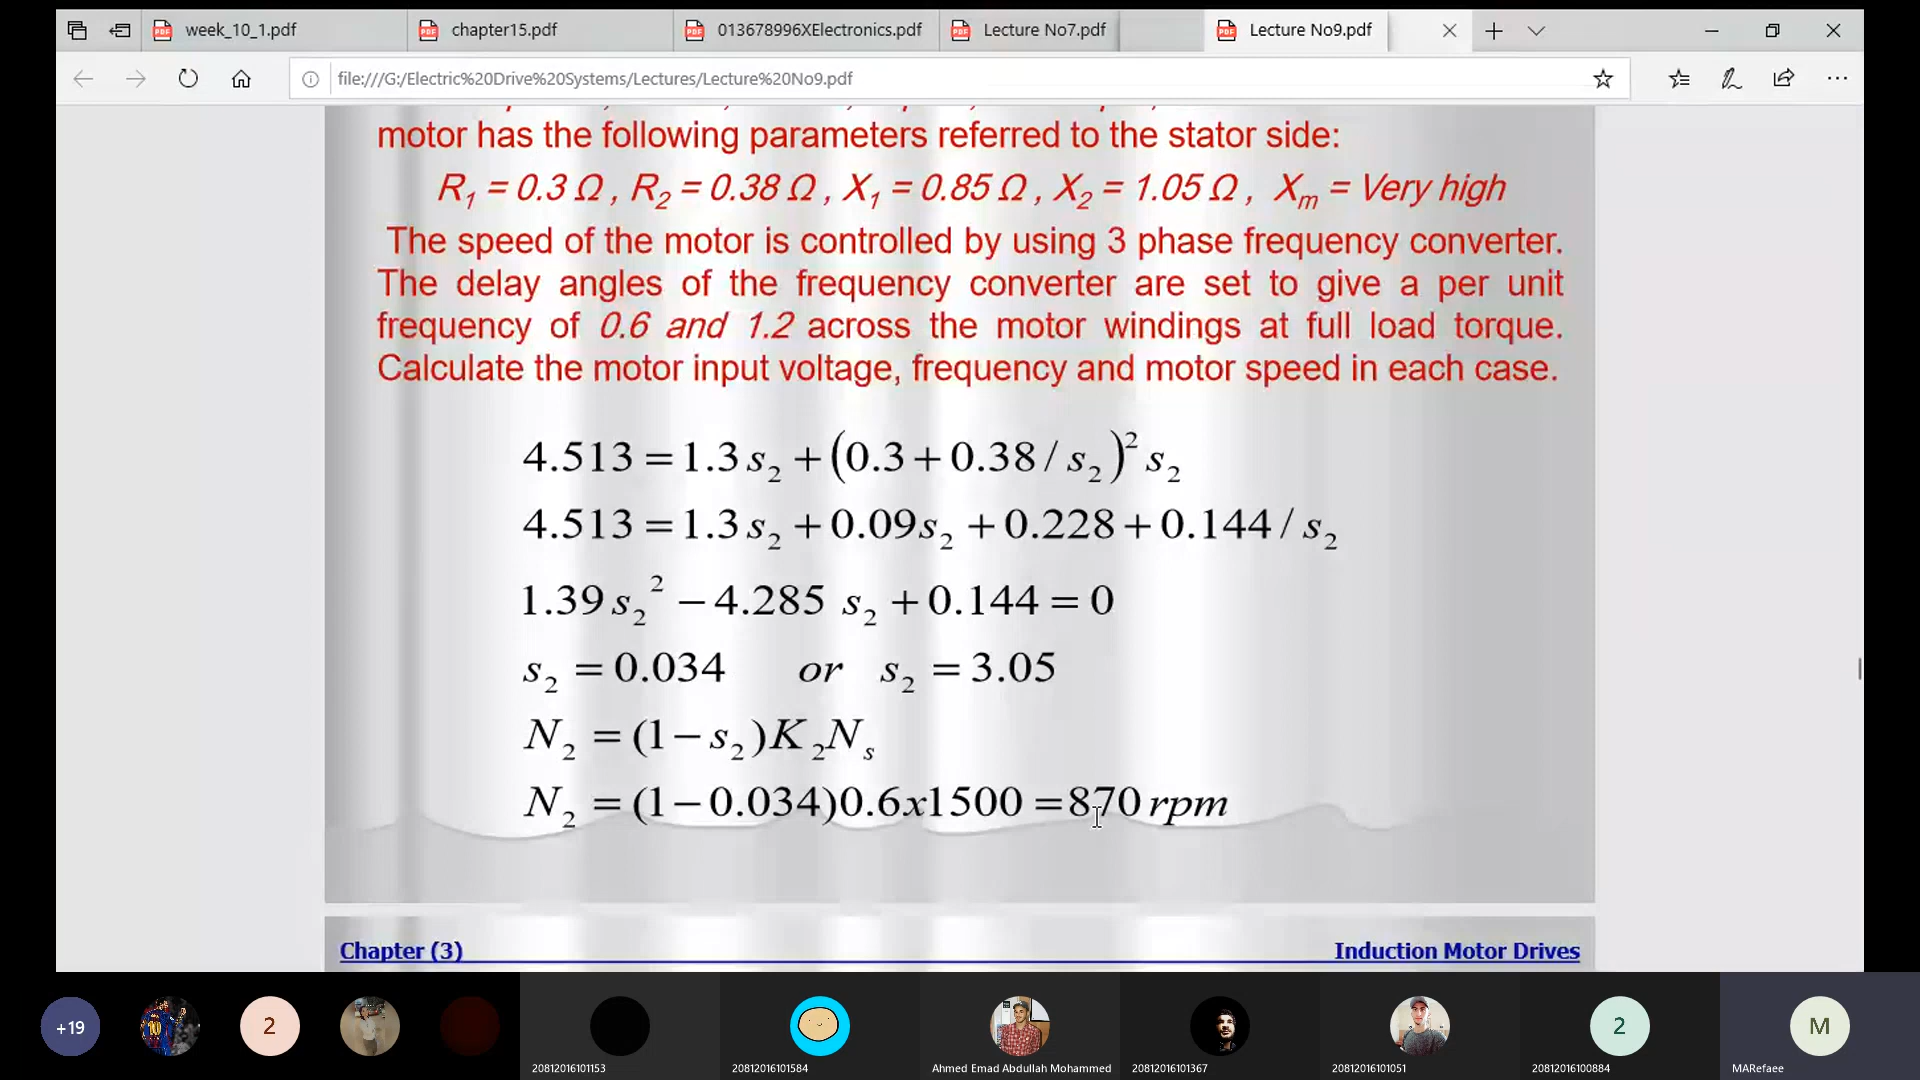 week_10_1.pdf
chapter15.pdf
013678996XElectronics.pdf
Lecture No7.pdf
Lecture No9.pdf
file:///G:/Electric%20Drive%20Systems/Lectures/Lecture%20No9.pdf
motor has the following parameters referred to the stator side:
R₁ = 0.3 Ω , R₂ = 0.38 Ω , X₁ = 0.85 Ω , X₂ = 1.05 Ω , Xₘ = Very high
The speed of the motor is controlled by using 3 phase frequency converter.
The delay angles of the frequency converter are set to give a per unit
frequency of 0.6 and 1.2 across the motor windings at full load torque.
Calculate the motor input voltage, frequency and motor speed in each case.
4.513 = 1.3 s₂ + (0.3 + 0.38 / s₂)² s₂
4.513 = 1.3 s₂ + 0.09s₂ + 0.228 + 0.144 / s₂
1.39 s₂² − 4.285 s₂ + 0.144 = 0
s₂ = 0.034 or s₂ = 3.05
N₂ = (1 − s₂)K₂Nₛ
N₂ = (1 − 0.034)0.6x1500 = 870 rpm
Chapter (3)
Induction Motor Drives
+19
10
2
2
M
20812016101153
20812016101584
Ahmed Emad Abdullah Mohammed
20812016101367
20812016101051
20812016100884
MARefaee